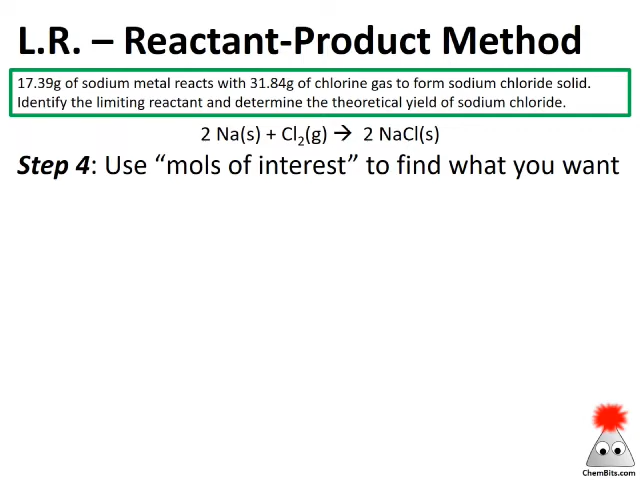 L.R. – Reactant-Product Method
17.39g of sodium metal reacts with 31.84g of chlorine gas to form sodium chloride solid.
Identify the limiting reactant and determine the theoretical yield of sodium chloride.
2 Na(s) + Cl₂(g) → 2 NaCl(s)
Step 4: Use “mols of interest” to find what you want
ChemBits.com